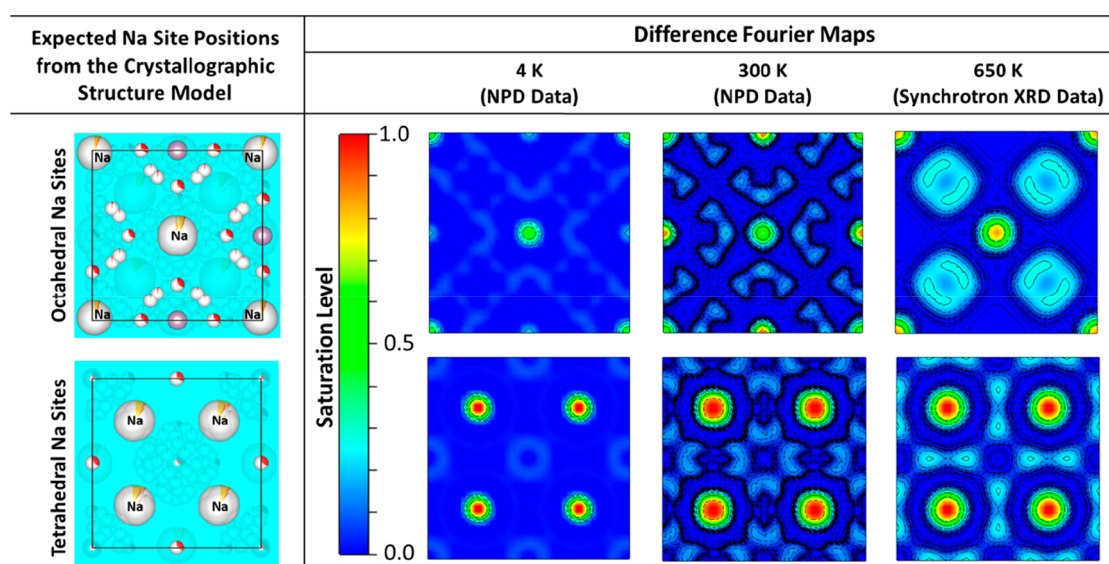 Expected Na Site Positions
from the Crystallographic
Structure Model
Difference Fourier Maps
4 K
(NPD Data)
300 K
(NPD Data)
650 K
(Synchrotron XRD Data)
Octahedral Na Sites
Na
Na
Na
Na
Na
Tetrahedral Na Sites
Na
Na
Na
Na
Saturation Level
1.0
0.5
0.0